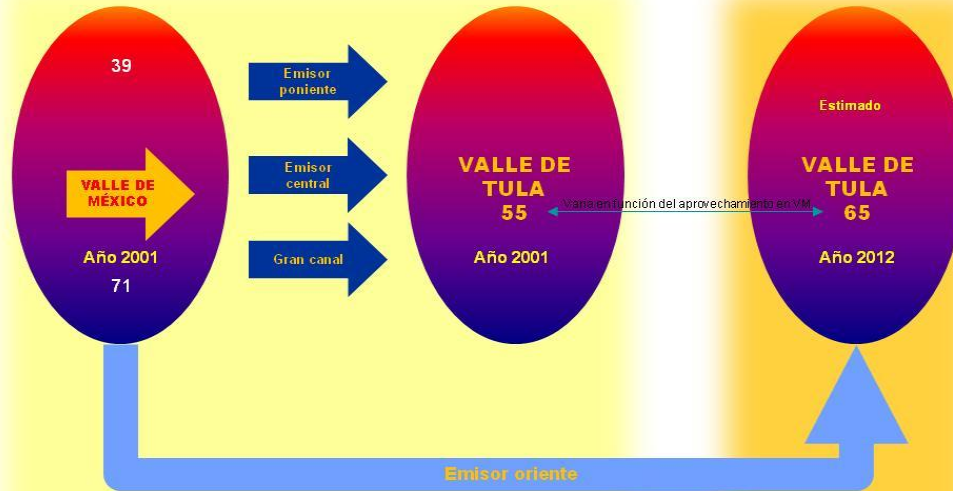 39
VALLE DE
MÉXICO
Año 2001
71
Emisor
poniente
Emisor
central
Gran canal
VALLE DE
TULA
55
Año 2001
Varía en función del aprovechamiento en VM
Estimado
VALLE DE
TULA
65
Año 2012
Emisor oriente